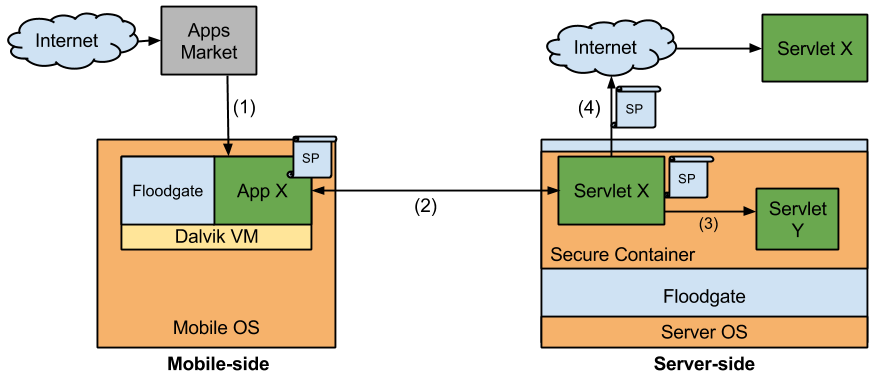 Internet
Apps
Market
(1)
SP
Floodgate
App X
Dalvik VM
Mobile OS
Mobile-side
(2)
Internet
Servlet X
(4)
SP
Servlet X
SP
(3)
Servlet
Y
Secure Container
Floodgate
Server OS
Server-side